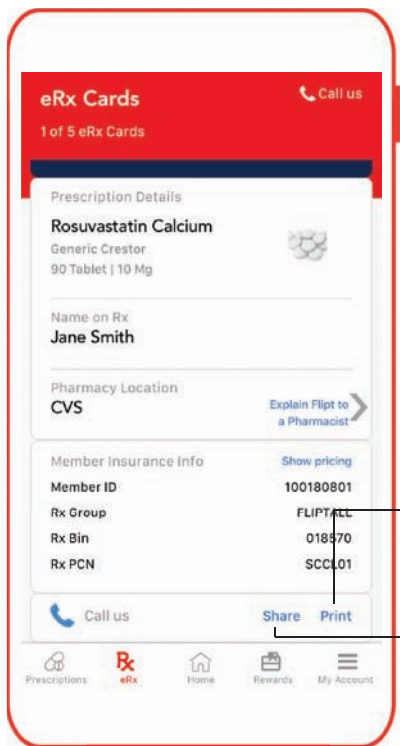 eRx Cards
Call us
1 of 5 eRx Cards
Prescription Details
Rosuvastatin Calcium
Generic Crestor
90 Tablet | 10 Mg
Name on Rx
Jane Smith
Pharmacy Location
CVS
Explain Flipt to
a Pharmacist
Member Insurance Info
Show pricing
Member ID
100180801
Rx Group
FLIPTALL
Rx Bin
018570
Rx PCN
SCCL01
Call us
Share
Print
Prescriptions
eRx
Home
Rewards
My Account